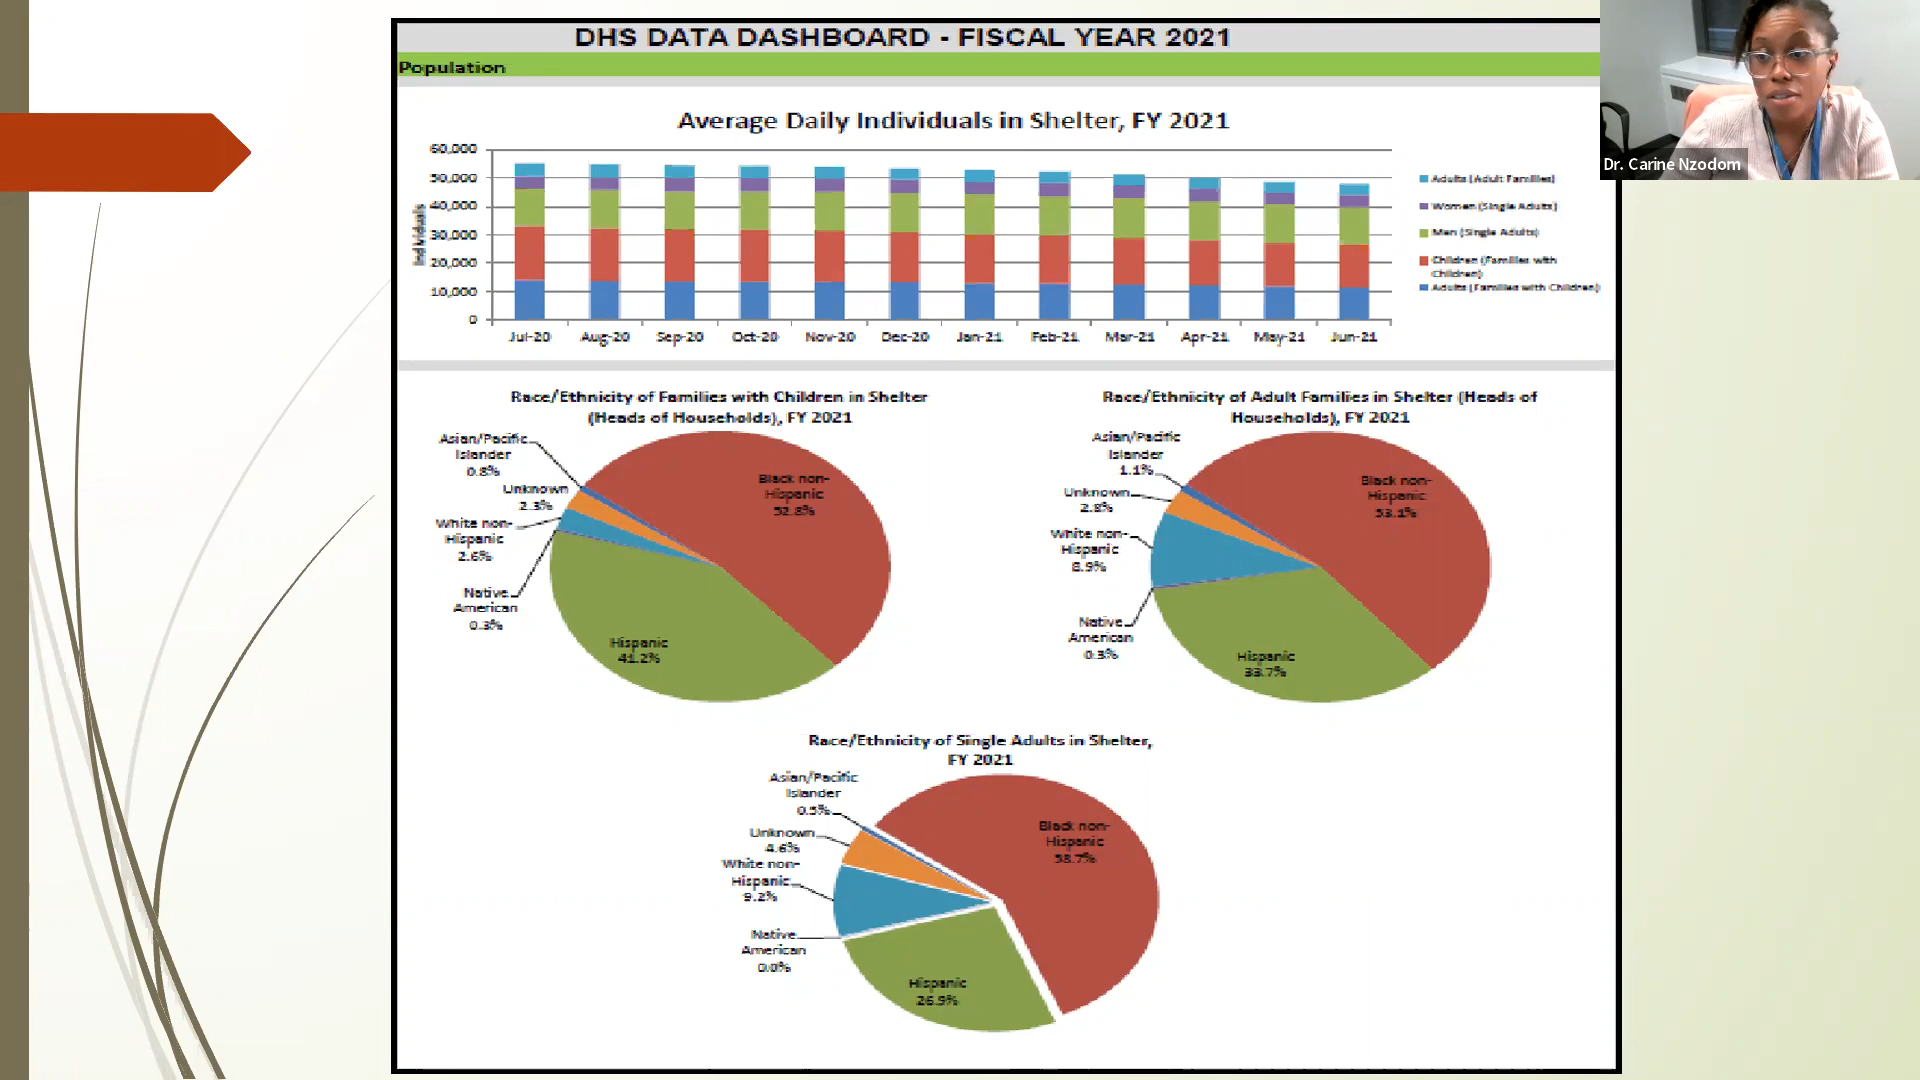 DHS DATA DASHBOARD - FISCAL YEAR 2021
Population
Dr. Carine Nzodom
Average Daily Individuals in Shelter, FY 2021
Individuals
60,000
50,000
40,000
30,000
20,000
10,000
0
Jul-20 Aug-20 Sep-20 Oct-20 Nov-20 Dec-20 Jan-21 Feb-21 Mar-21 Apr-21 May-21 Jun-21
Adults (Adult Families)
Women (Single Adults)
Men (Single Adults)
Children (Families with
Children)
Adults (Families with Children)
Race/Ethnicity of Families with Children in Shelter
(Heads of Households), FY 2021
Asian/Pacific
Islander
0.8%
Unknown
2.3%
White non-
Hispanic
2.6%
Native
American
0.3%
Black non-
Hispanic
52.8%
Hispanic
41.2%
Race/Ethnicity of Adult Families in Shelter (Heads of
Households), FY 2021
Asian/Pacific
Islander
1.1%
Unknown
2.8%
White non-
Hispanic
8.9%
Native
American
0.3%
Black non-
Hispanic
53.1%
Hispanic
33.7%
Race/Ethnicity of Single Adults in Shelter,
FY 2021
Asian/Pacific
Islander
0.5%
Unknown
4.6%
White non-
Hispanic
9.2%
Native
American
0.0%
Black non-
Hispanic
58.7%
Hispanic
26.9%